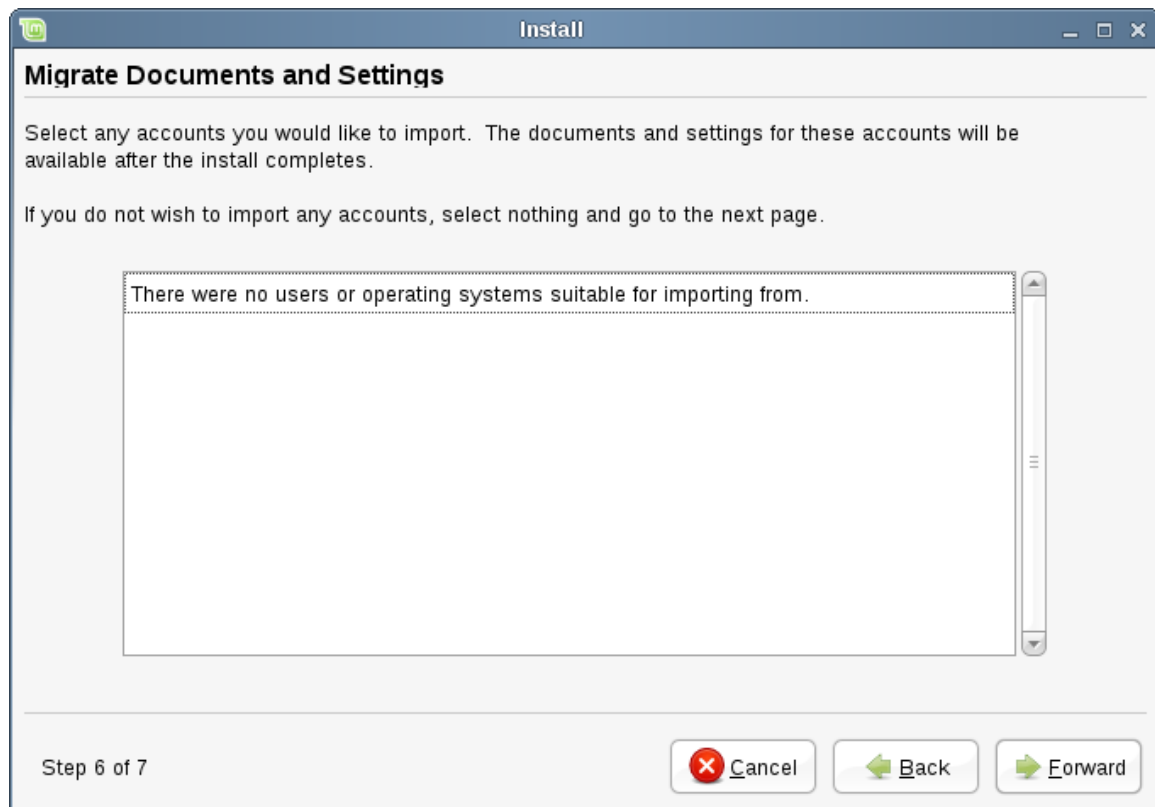 Install
Migrate Documents and Settings
Select any accounts you would like to import.  The documents and settings for these accounts will be
available after the install completes.
If you do not wish to import any accounts, select nothing and go to the next page.
There were no users or operating systems suitable for importing from.
Step 6 of 7
Cancel
Back
Forward